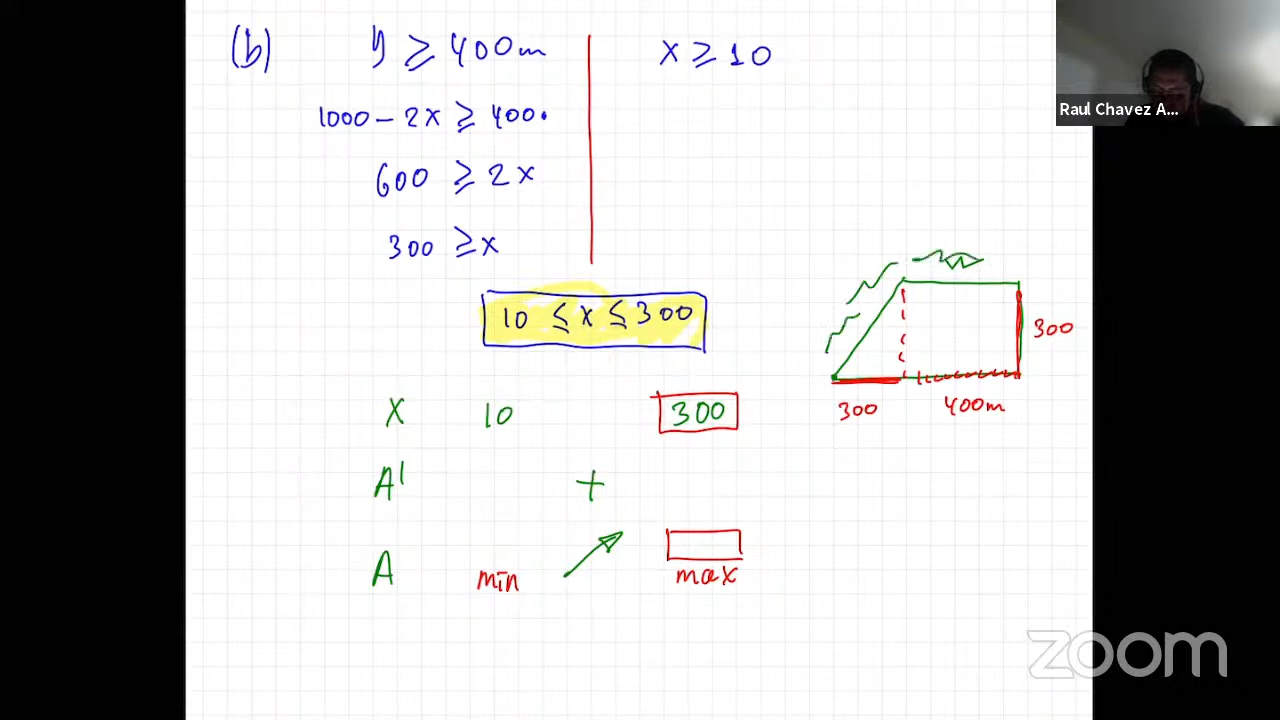 (b) y ≥ 400m x ≥ 10
1000 - 2x ≥ 400.
600 ≥ 2x
300 ≥ x
10 ≤ x ≤ 300
300
300 400m
x 10 300
A' +
A min max
Raul Chavez A...
zoom